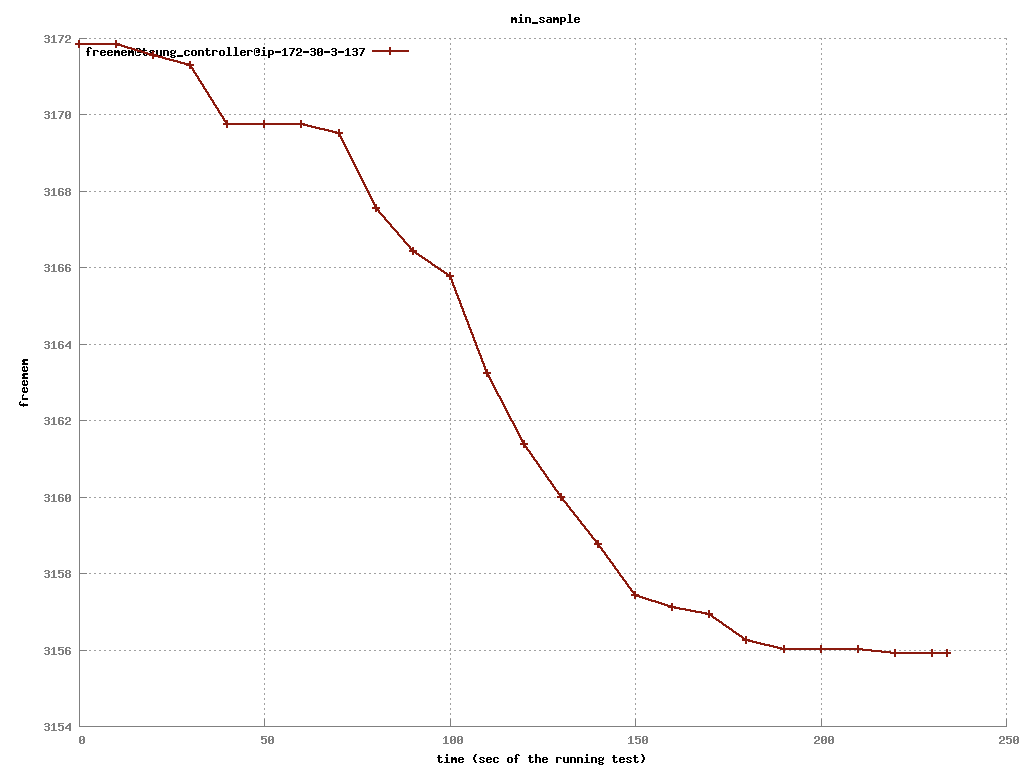 min_sample
3172
freemem@tsung_controller@ip-172-30-3-137
3170
3168
3166
3164
freemem
3162
3160
3158
3156
3154
0 50 100 150 200 250
time (sec of the running test)